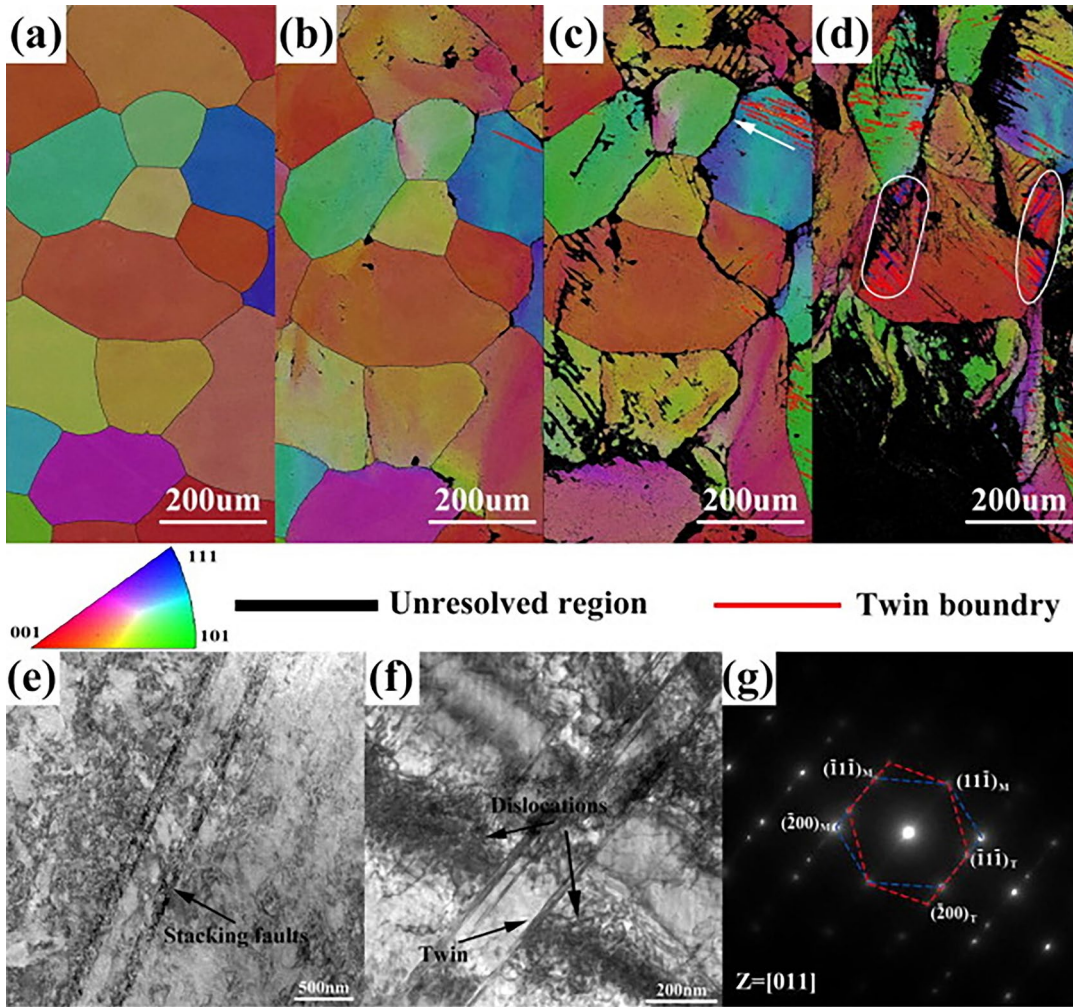 (a) (b) (c) (d)
200um 200um 200um 200um
111
001 101
Unresolved region Twin boundry
(e) (f) (g)
(1̄11̄)M (111̄)M
Dislocations
(2̄00)M
(1̄11̄)T
(2̄00)T
Stacking faults
Twin
500nm 200nm Z=[011]